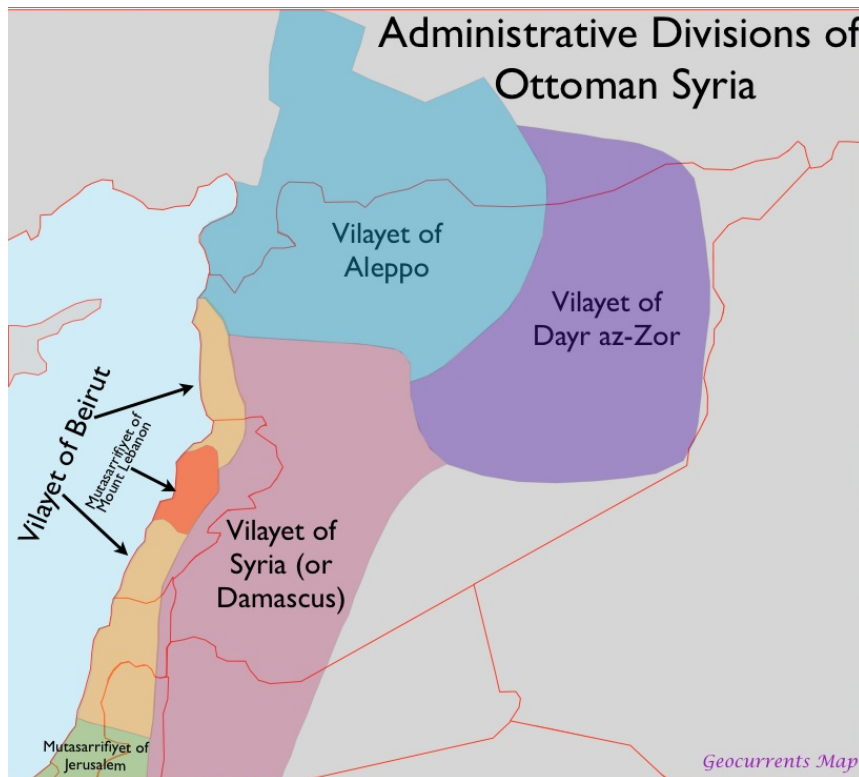 Administrative Divisions of
Ottoman Syria
Vilayet of
Aleppo
Vilayet of
Dayr az-Zor
Vilayet of Beirut
Mutasarrifiyet of
Mount Lebanon
Vilayet of
Syria (or
Damascus)
Mutasarrifiyet of
Jerusalem
Geocurrents Map